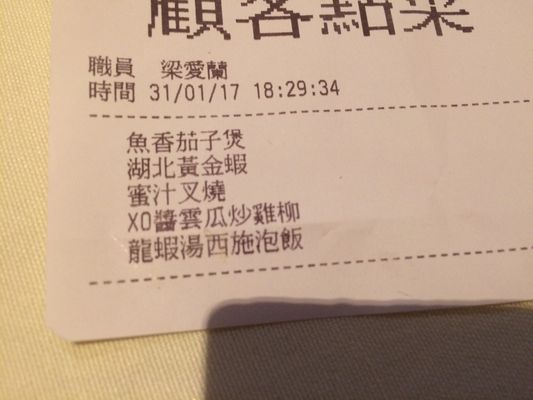 顧客點菜
職員 梁愛蘭
時間 31/01/17 18:29:34
魚香茄子煲
湖北黃金蝦
蜜汁叉燒
XO醬雲瓜炒雞柳
龍蝦湯西施泡飯